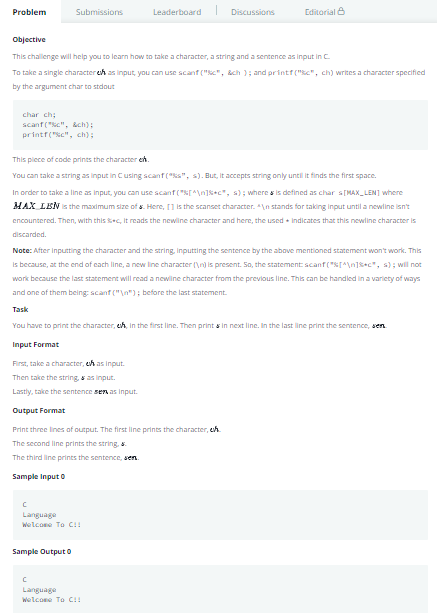 Problem Submissions Leaderboard Discussions Editorial
Objective
This challenge will help you to learn how to take a character, a string and a sentence as input in C.
To take a single character ch as input, you can use scanf("%c", &ch ); and printf("%c", ch) writes a character specified
by the argument char to stdout
char ch;
scanf("%c", &ch);
printf("%c", ch);
This piece of code prints the character ch.
You can take a string as input in C using scanf("%s", s). But, it accepts string only until it finds the first space.
In order to take a line as input, you can use scanf("%[^\n]%*c", s); where s is defined as char s[MAX_LEN] where
MAX_LEN is the maximum size of s. Here, [] is the scanset character. ^\n stands for taking input until a newline isn't
encountered. Then, with this %*c, it reads the newline character and here, the used * indicates that this newline character is
discarded.
Note: After inputting the character and the string, inputting the sentence by the above mentioned statement won't work. This
is because, at the end of each line, a new line character (\n) is present. So, the statement: scanf("%[^\n]%*c", s); will not
work because the last statement will read a newline character from the previous line. This can be handled in a variety of ways
and one of them being: scanf("\n"); before the last statement.
Task
You have to print the character, ch, in the first line. Then print s in next line. In the last line print the sentence, sen.
Input Format
First, take a character, ch as input.
Then take the string, s as input.
Lastly, take the sentence sen as input.
Output Format
Print three lines of output. The first line prints the character, ch.
The second line prints the string, s.
The third line prints the sentence, sen.
Sample Input 0
C
Language
Welcome To C!!
Sample Output 0
C
Language
Welcome To C!!